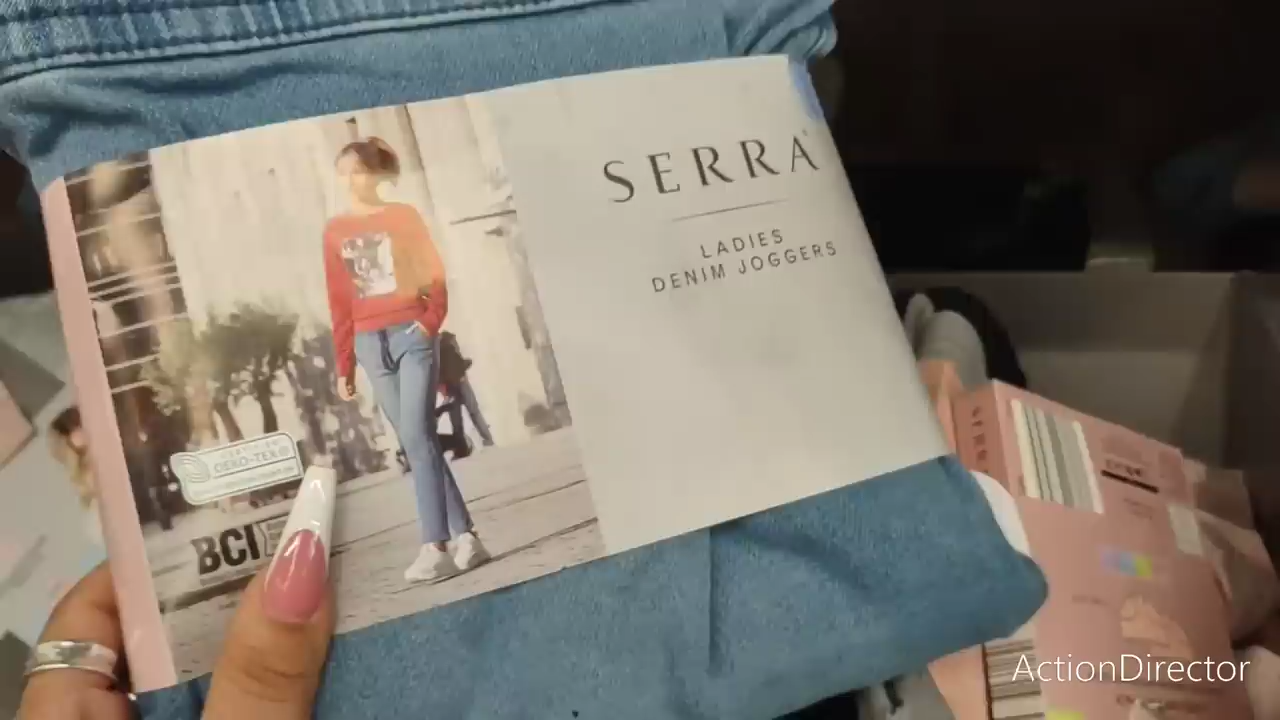 SERRA
LADIES
DENIM JOGGERS
OEKO-TEX®
BCI
ActionDirector